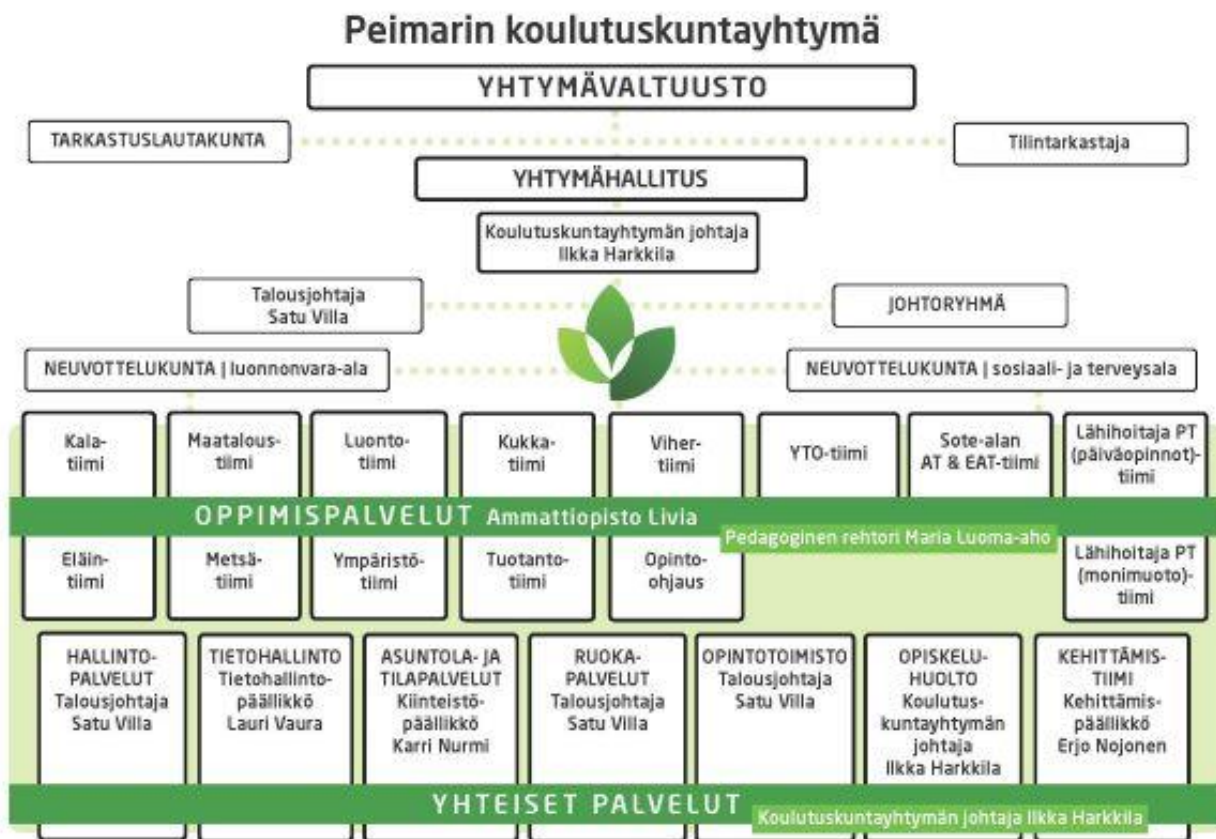 Peimarin koulutuskuntayhtymä
YHTYMÄVALTUUSTO
TARKASTUSLAUTAKUNTA
Tilintarkastaja
YHTYMÄHALLITUS
Koulutuskuntayhtymän johtaja
Ilkka Harkkila
Talousjohtaja
Satu Villa
JOHTORYHMÄ
NEUVOTTELUKUNTA | luonnonvara-ala
NEUVOTTELUKUNTA | sosiaali- ja terveysala
Kala-
tiimi
Maatalous-
tiimi
Luonto-
tiimi
Kukka-
tiimi
Viher-
tiimi
YTO-tiimi
Sote-alan
AT & EAT-tiimi
Lähihoitaja PT
(päiväopinnot)-
tiimi
OPPIMISPALVELUT Ammattiopisto Livia
Pedagoginen rehtori Maria Luoma-aho
Eläin-
tiimi
Metsä-
tiimi
Ympäristö-
tiimi
Tuotanto-
tiimi
Opinto-
ohjaus
Lähihoitaja PT
(monimuoto)-
tiimi
HALLINTO-
PALVELUT
Talousjohtaja
Satu Villa
TIETOHALLINTO
Tietohallinto-
päällikkö
Lauri Vaura
ASUNTOLA- JA
TILAPALVELUT
Kiinteistö-
päällikkö
Karri Nurmi
RUOKA-
PALVELUT
Talousjohtaja
Satu Villa
OPINTOTOIMISTO
Talousjohtaja
Satu Villa
OPISKELU-
HUOLTO
Koulutus-
kuntayhtymän
johtaja
Ilkka Harkkila
KEHITTÄMIS-
TIIMI
Kehittämis-
päällikkö
Erjo Nojonen
YHTEISET PALVELUT
Koulutuskuntayhtymän johtaja Ilkka Harkkila